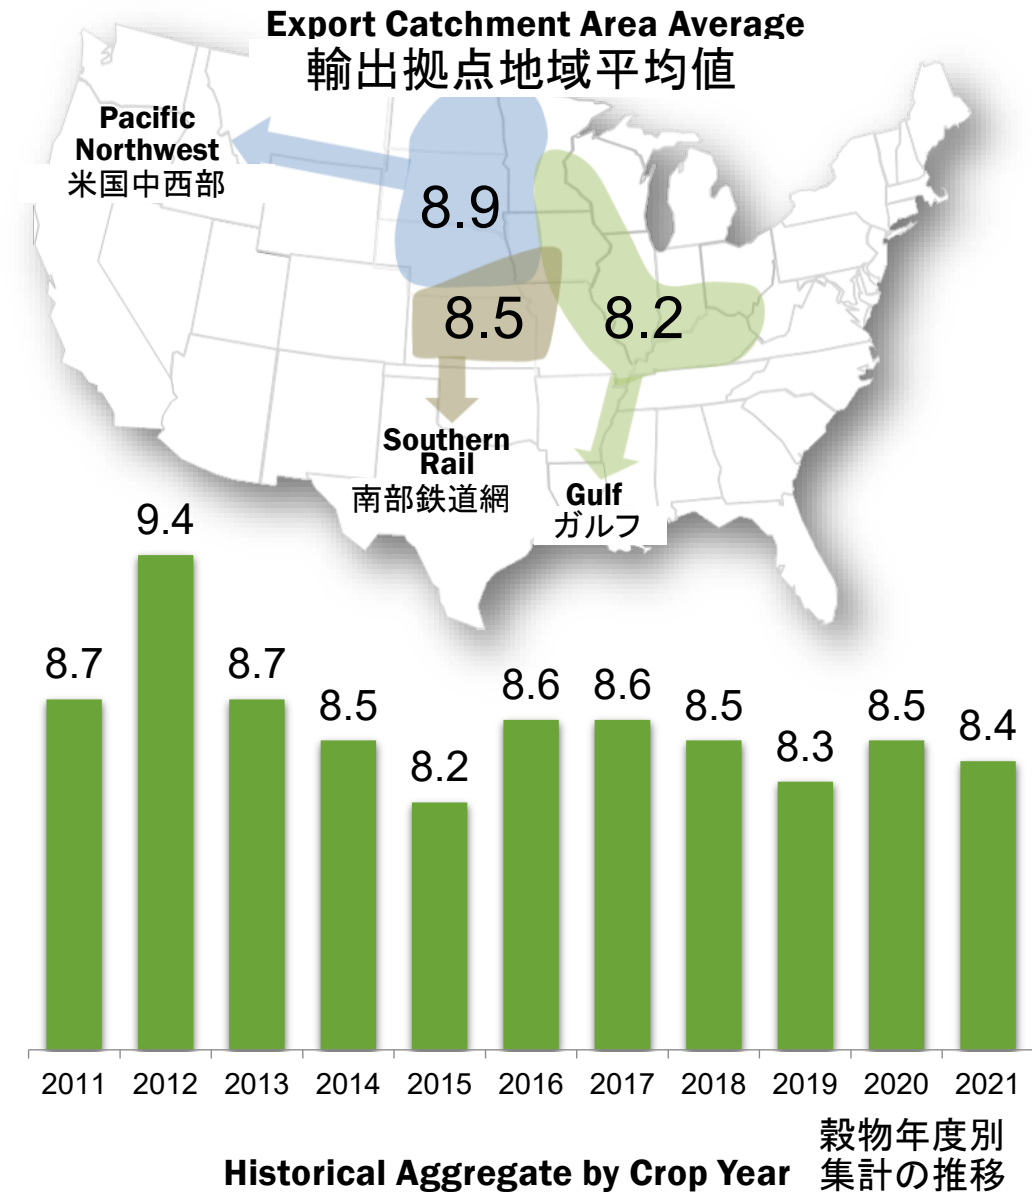 Export Catchment Area Average
輸出拠点地域平均値
Pacific
Northwest
米国中西部
8.9
8.5
8.2
Southern
Rail
南部鉄道網
Gulf
ガルフ
9.4
8.7
8.7
8.5
8.2
8.6
8.6
8.5
8.3
8.5
8.4
2011 2012 2013 2014 2015 2016 2017 2018 2019 2020 2021
Historical Aggregate by Crop Year
穀物年度別
集計の推移